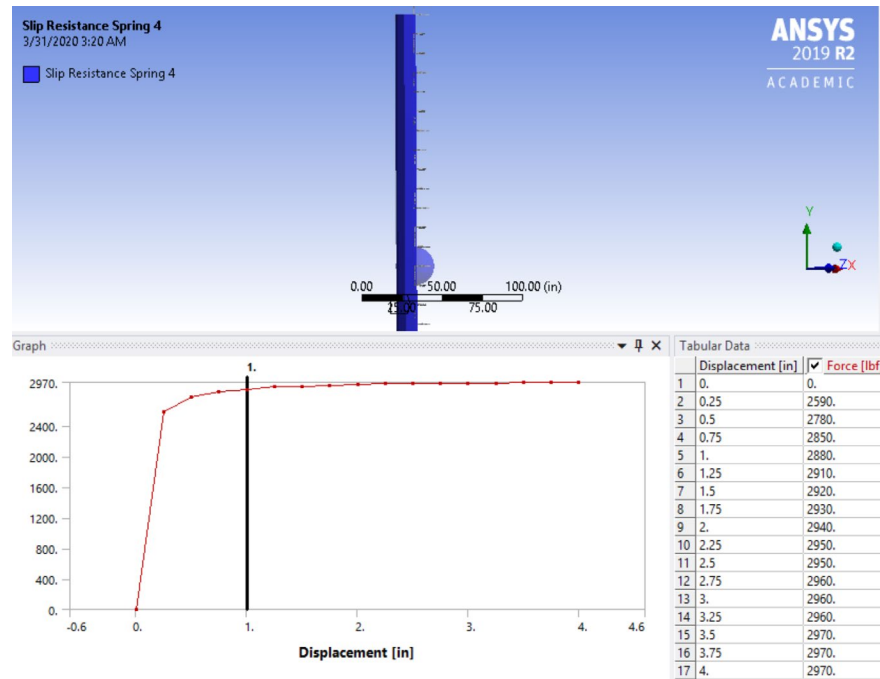 Slip Resistance Spring 4
3/31/2020 3:20 AM
Slip Resistance Spring 4
ANSYS
2019 R2
ACADEMIC
Y
ZX
0.00 50.00 100.00 (in)
25.00 75.00
Graph
Tabular Data
1.
2970.
2400.
2000.
1600.
1200.
800.
400.
0.
-0.6 0. 1. 2. 3. 4. 4.6
Displacement [in]
Displacement [in] Force [lbf
1 0. 0.
2 0.25 2590.
3 0.5 2780.
4 0.75 2850.
5 1. 2880.
6 1.25 2910.
7 1.5 2920.
8 1.75 2930.
9 2. 2940.
10 2.25 2950.
11 2.5 2950.
12 2.75 2960.
13 3. 2960.
14 3.25 2960.
15 3.5 2970.
16 3.75 2970.
17 4. 2970.